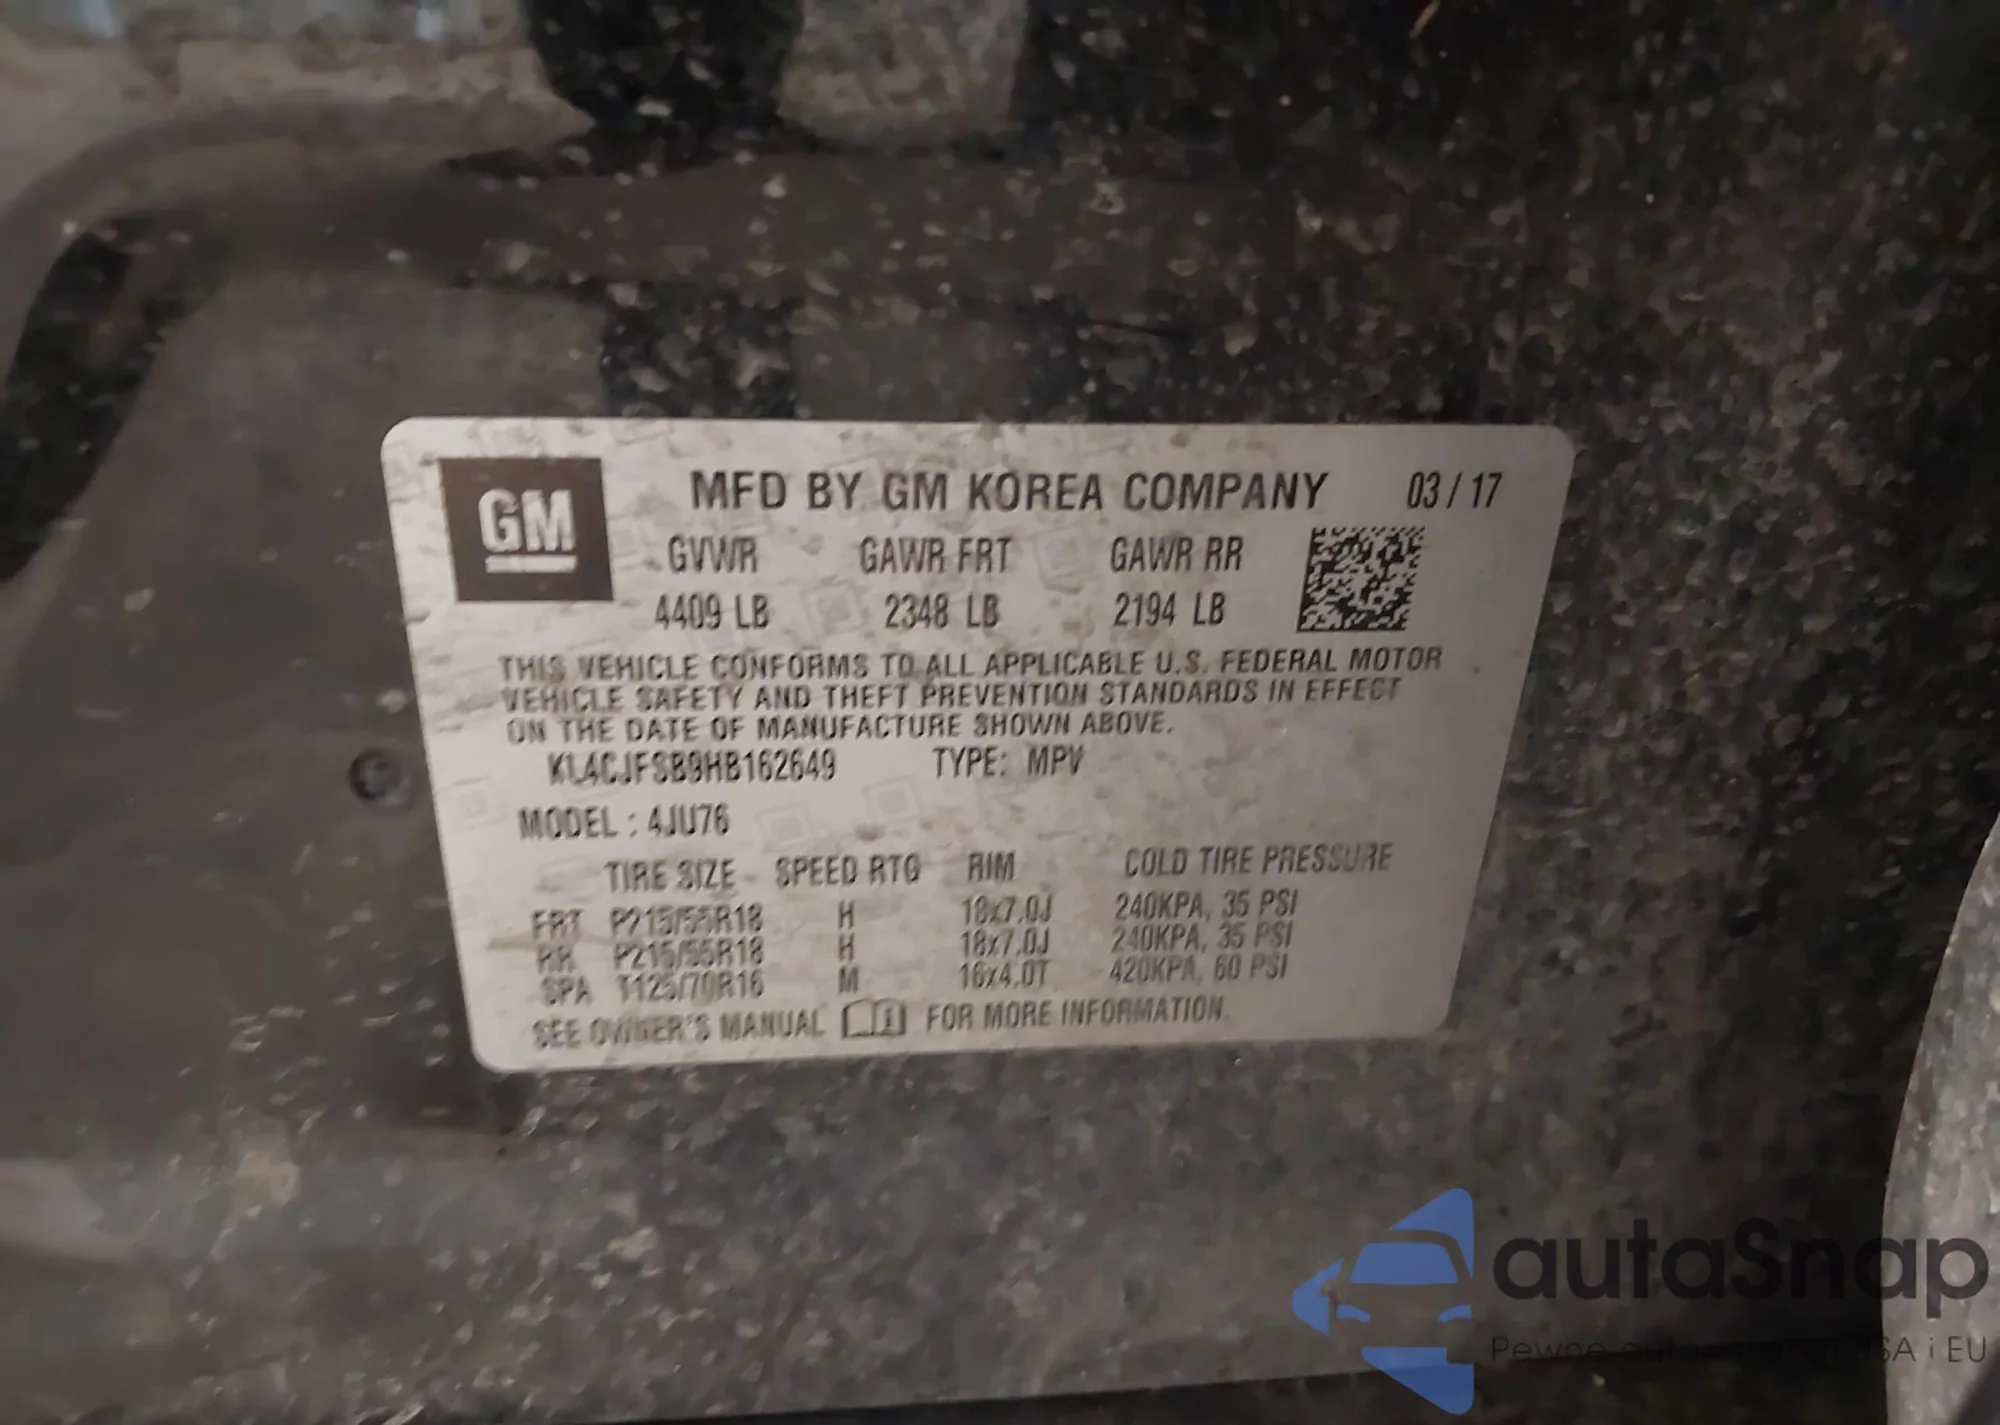 GM
MFD BY GM KOREA COMPANY 03/17
GVWR GAWR FRT GAWR RR
4409 LB 2348 LB 2194 LB
THIS VEHICLE CONFORMS TO ALL APPLICABLE U.S. FEDERAL MOTOR
VEHICLE SAFETY AND THEFT PREVENTION STANDARDS IN EFFECT
ON THE DATE OF MANUFACTURE SHOWN ABOVE.
KL4CJFSB9HB162649 TYPE: MPV
MODEL : 4JU76
TIRE SIZE SPEED RTG RIM COLD TIRE PRESSURE
FRT P215/55R18 H 18x7.0J 240KPA, 35 PSI
RR P215/55R18 H 18x7.0J 240KPA, 35 PSI
SPA T125/70R16 M 16x4.0T 420KPA, 60 PSI
SEE OWNER'S MANUAL FOR MORE INFORMATION.
autaSnap
Pewne auta USA i EU